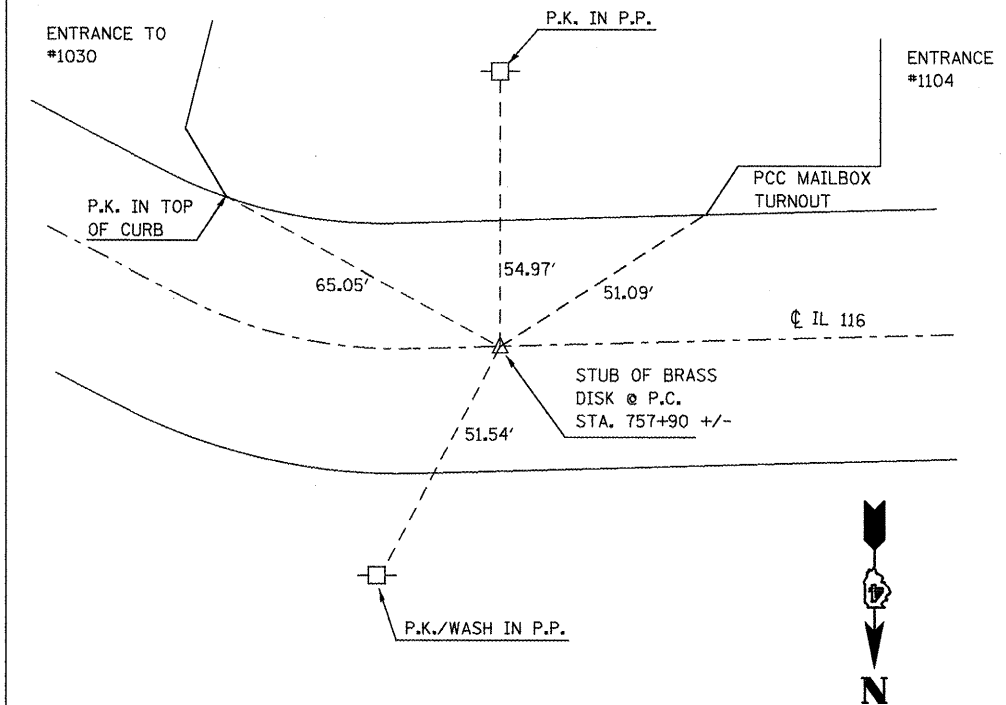 P.K. IN P.P.
ENTRANCE TO
#1030
ENTRANCE
#1104
PCC MAILBOX
TURNOUT
P.K. IN TOP
OF CURB
65.05'
54.97'
51.09'
℄ IL 116
STUB OF BRASS
DISK @ P.C.
STA. 757+90 +/-
51.54'
P.K./WASH IN P.P.
N